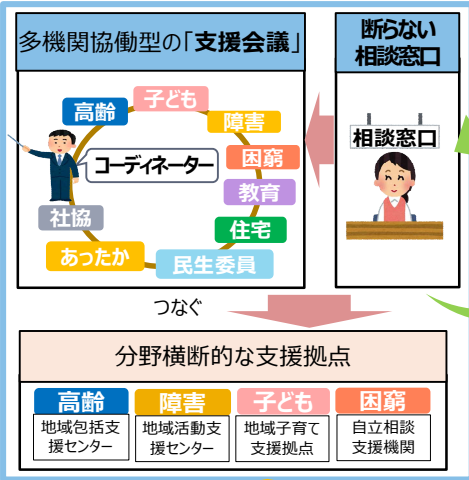 多機関協働型の「支援会議」
高齢
子ども
障害
困窮
教育
住宅
民生委員
あったか
社協
コーディネーター
断らない
相談窓口
相談窓口
つなぐ
分野横断的な支援拠点
高齢
地域包括支
援センター
障害
地域活動支
援センター
子ども
地域子育て
支援拠点
困窮
自立相談
支援機関